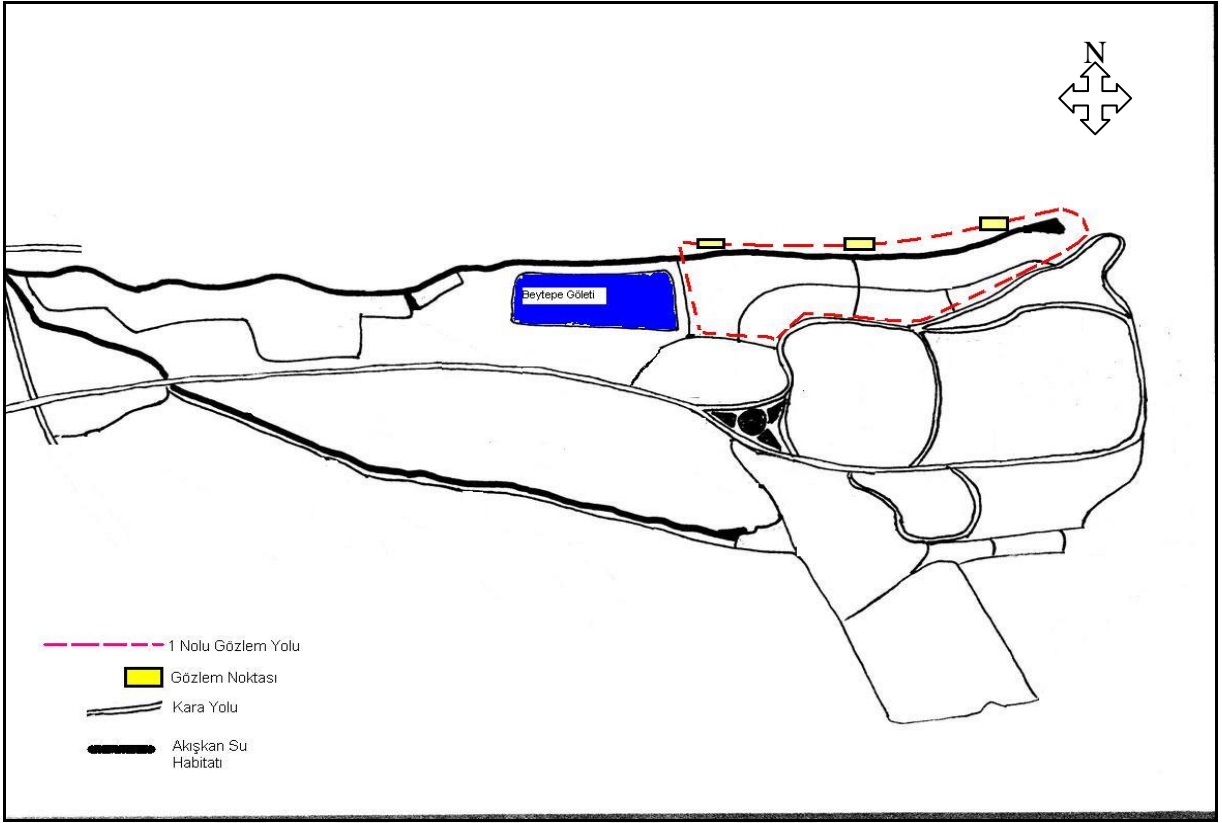 N
Beytepe Göleti
1 Nolu Gözlem Yolu
Gözlem Noktası
Kara Yolu
Akışkan Su
Habitatı